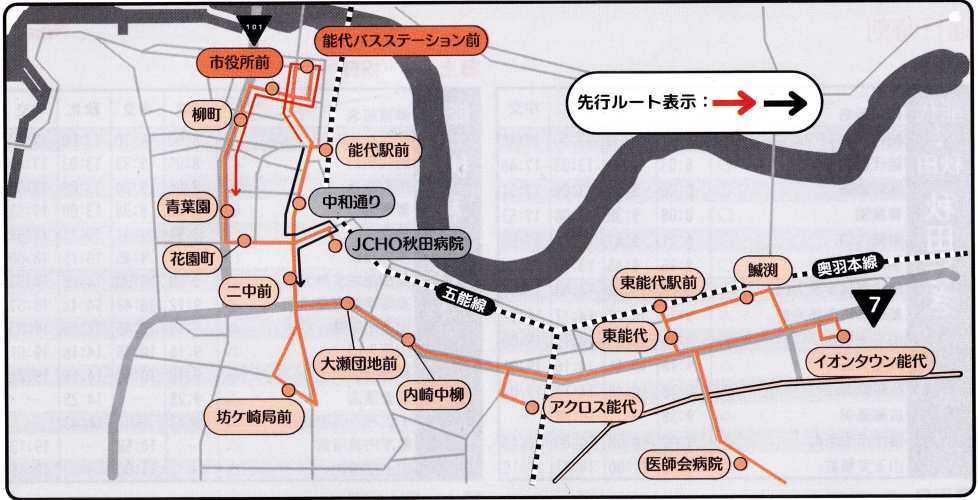 101
能代バスステーション前
市役所前
先行ルート表示：
柳町
能代駅前
青葉園
中和通り
JCHO秋田病院
花園町
二中前
五能線
東能代駅前
鰄渕
奥羽本線
7
東能代
イオンタウン能代
大瀬団地前
内崎中柳
アクロス能代
坊ケ崎局前
医師会病院